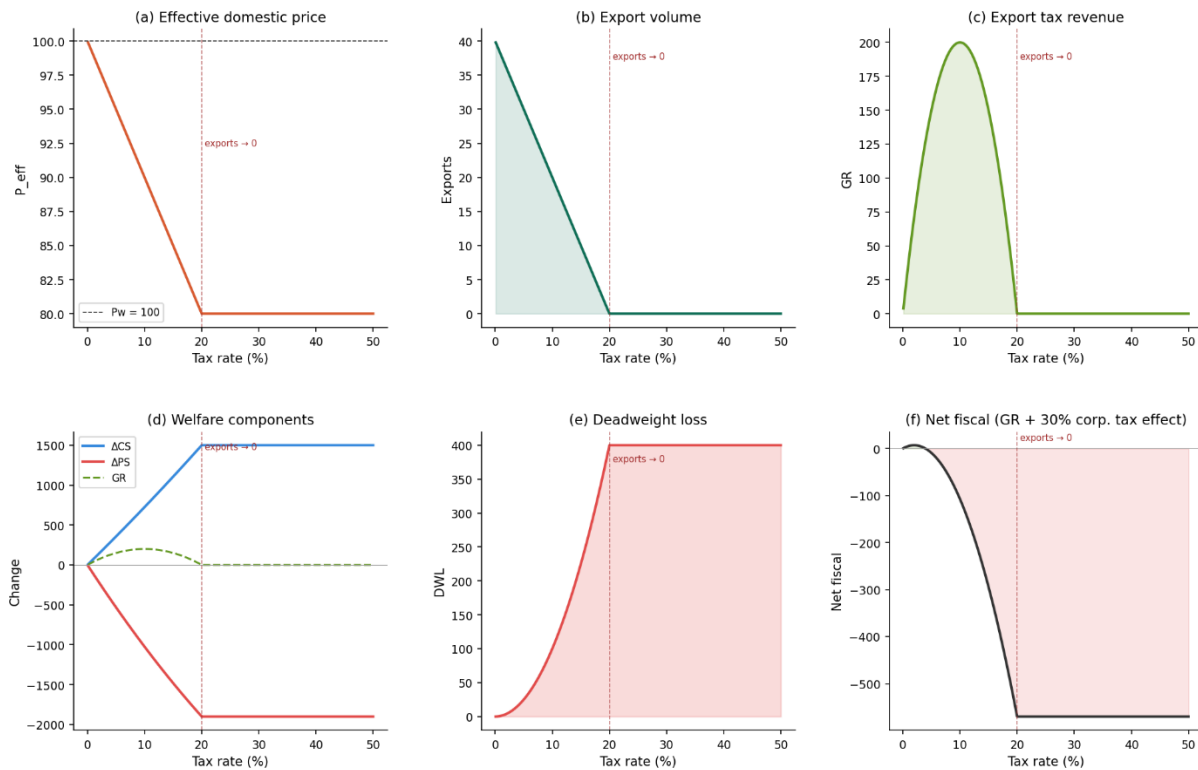 (a) Effective domestic price
P_eff
100.0
97.5
95.0
92.5
90.0
87.5
85.0
82.5
80.0
exports → 0
Pw = 100
0 10 20 30 40 50
Tax rate (%)
(b) Export volume
Exports
40
35
30
25
20
15
10
5
0
exports → 0
0 10 20 30 40 50
Tax rate (%)
(c) Export tax revenue
GR
200
175
150
125
100
75
50
25
0
exports → 0
0 10 20 30 40 50
Tax rate (%)
(d) Welfare components
Change
1500
1000
500
0
−500
−1000
−1500
−2000
ΔCS
ΔPS
GR
exports → 0
0 10 20 30 40 50
Tax rate (%)
(e) Deadweight loss
DWL
400
350
300
250
200
150
100
50
0
exports → 0
0 10 20 30 40 50
Tax rate (%)
(f) Net fiscal (GR + 30% corp. tax effect)
Net fiscal
0
−100
−200
−300
−400
−500
exports → 0
0 10 20 30 40 50
Tax rate (%)